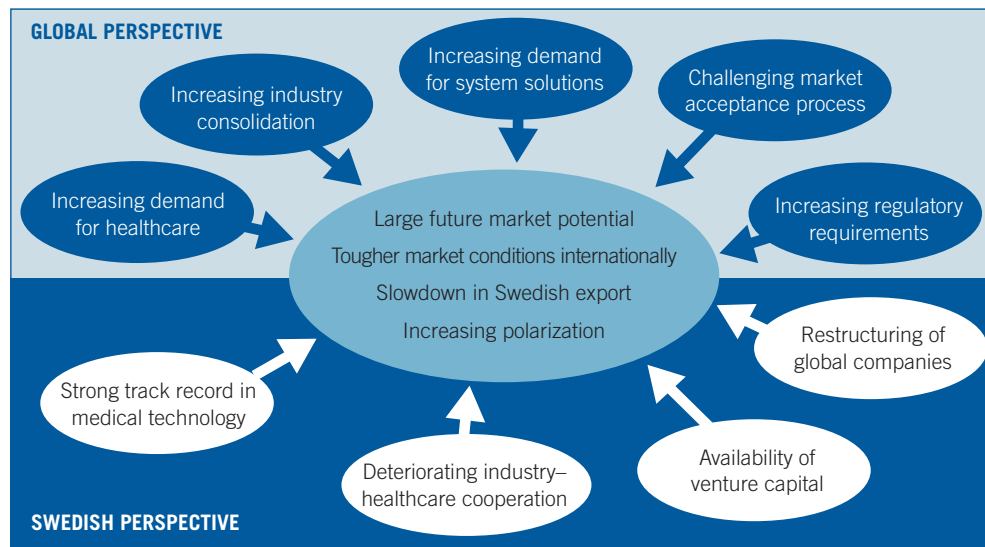 GLOBAL PERSPECTIVE
Increasing demand
for healthcare
Increasing industry
consolidation
Increasing demand
for system solutions
Challenging market
acceptance process
Increasing regulatory
requirements
Large future market potential
Tougher market conditions internationally
Slowdown in Swedish export
Increasing polarization
Strong track record in
medical technology
Deteriorating industry–
healthcare cooperation
Availability of
venture capital
Restructuring of
global companies
SWEDISH PERSPECTIVE